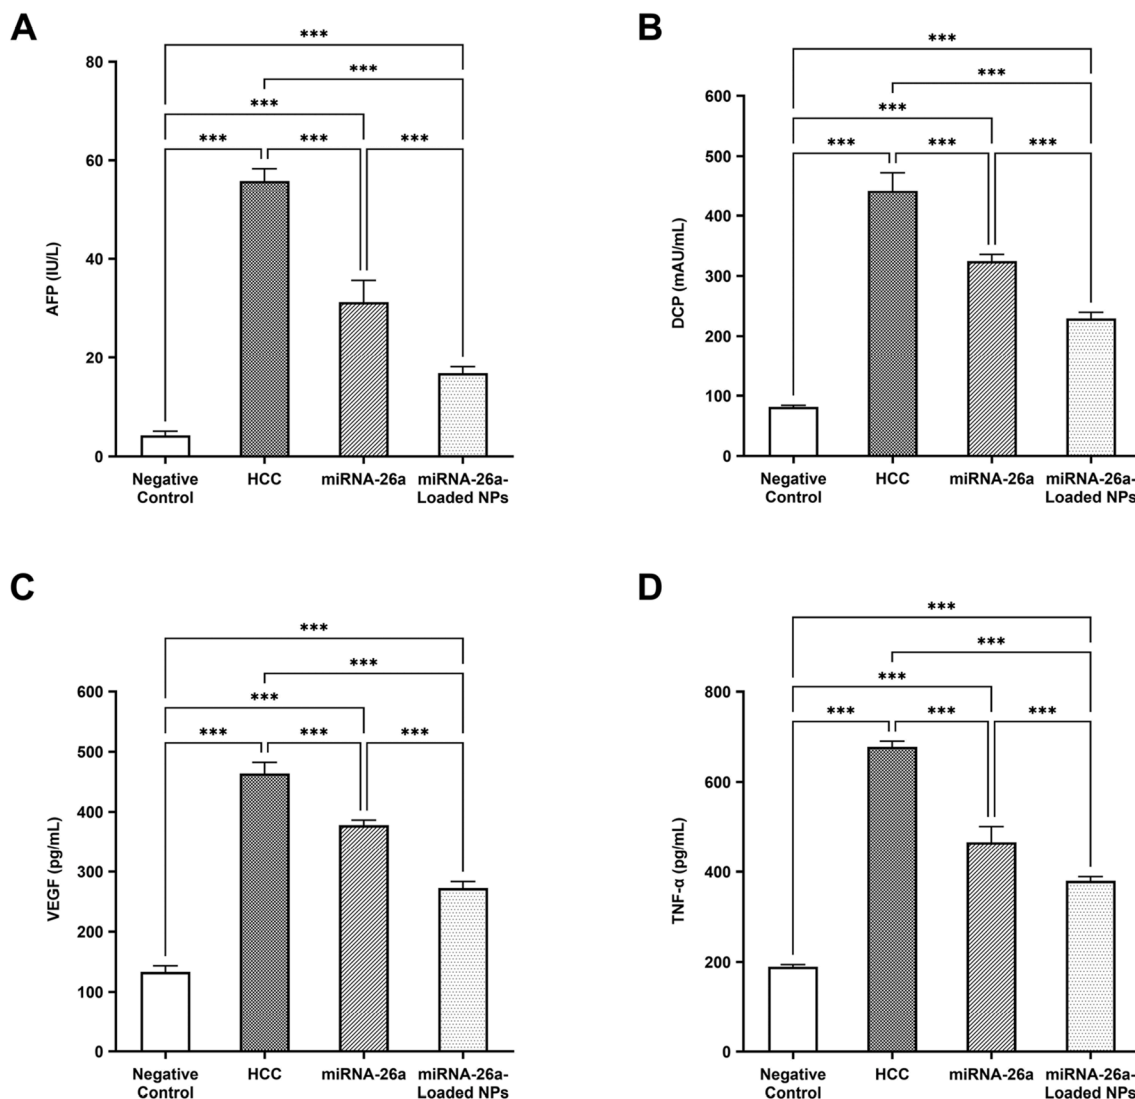 A
***
***
***
*** *** ***
80
60
40
20
0
AFP (IU/L)
Negative
Control
HCC
miRNA-26a
miRNA-26a-
Loaded NPs
B
***
***
***
*** *** ***
600
500
400
300
200
100
0
DCP (mAU/mL)
Negative
Control
HCC
miRNA-26a
miRNA-26a-
Loaded NPs
C
***
***
***
*** *** ***
600
500
400
300
200
100
0
VEGF (pg/mL)
Negative
Control
HCC
miRNA-26a
miRNA-26a-
Loaded NPs
D
***
***
***
*** *** ***
800
600
400
200
0
TNF-α (pg/mL)
Negative
Control
HCC
miRNA-26a
miRNA-26a-
Loaded NPs